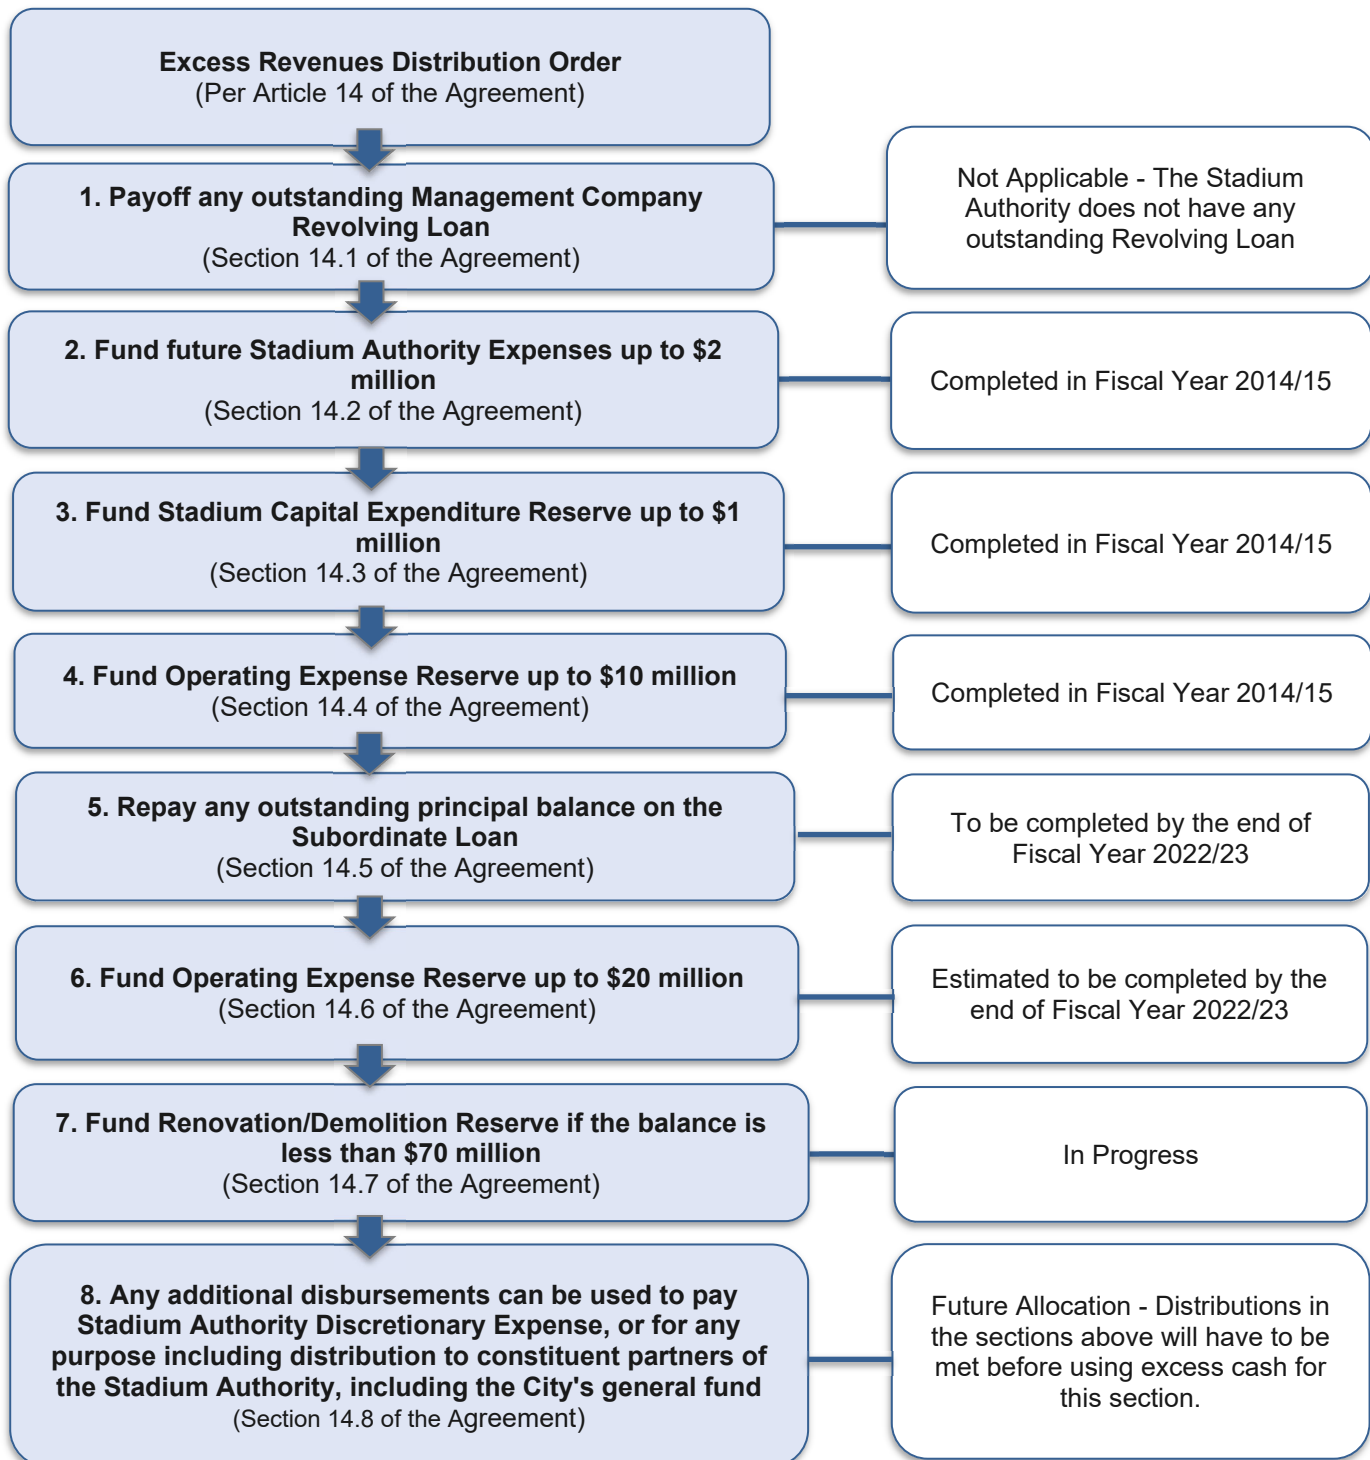 Excess Revenues Distribution Order
(Per Article 14 of the Agreement)
1. Payoff any outstanding Management Company
Revolving Loan
(Section 14.1 of the Agreement)
Not Applicable - The Stadium
Authority does not have any
outstanding Revolving Loan
2. Fund future Stadium Authority Expenses up to $2
million
(Section 14.2 of the Agreement)
Completed in Fiscal Year 2014/15
3. Fund Stadium Capital Expenditure Reserve up to $1
million
(Section 14.3 of the Agreement)
Completed in Fiscal Year 2014/15
4. Fund Operating Expense Reserve up to $10 million
(Section 14.4 of the Agreement)
Completed in Fiscal Year 2014/15
5. Repay any outstanding principal balance on the
Subordinate Loan
(Section 14.5 of the Agreement)
To be completed by the end of
Fiscal Year 2022/23
6. Fund Operating Expense Reserve up to $20 million
(Section 14.6 of the Agreement)
Estimated to be completed by the
end of Fiscal Year 2022/23
7. Fund Renovation/Demolition Reserve if the balance is
less than $70 million
(Section 14.7 of the Agreement)
In Progress
8. Any additional disbursements can be used to pay
Stadium Authority Discretionary Expense, or for any
purpose including distribution to constituent partners of
the Stadium Authority, including the City's general fund
(Section 14.8 of the Agreement)
Future Allocation - Distributions in
the sections above will have to be
met before using excess cash for
this section.